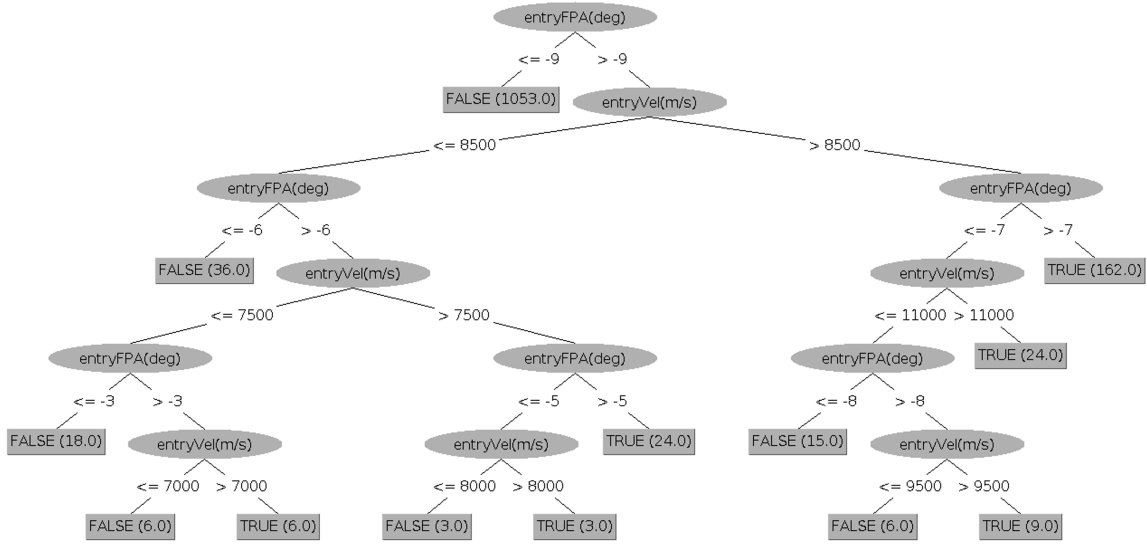 entryFPA(deg)
<= -9 > -9
FALSE (1053.0) entryVel(m/s)
<= 8500 > 8500
entryFPA(deg) entryFPA(deg)
<= -6 > -6 <= -7 > -7
FALSE (36.0) entryVel(m/s) entryVel(m/s) TRUE (162.0)
<= 7500 > 7500 <= 11000 > 11000
entryFPA(deg) entryFPA(deg) entryFPA(deg) TRUE (24.0)
<= -3 > -3 <= -5 > -5 <= -8 > -8
FALSE (18.0) entryVel(m/s) entryVel(m/s) TRUE (24.0) FALSE (15.0) entryVel(m/s)
<= 7000 > 7000 <= 8000 > 8000 <= 9500 > 9500
FALSE (6.0) TRUE (6.0) FALSE (3.0) TRUE (3.0) FALSE (6.0) TRUE (9.0)